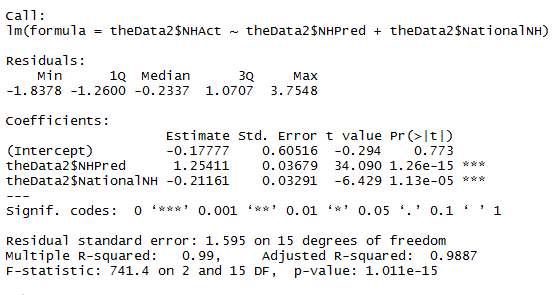 Call:
lm(formula = theData2$NHAct ~ theData2$NHPred + theData2$NationalNH)
Residuals:
Min 1Q Median 3Q Max
-1.8378 -1.2600 -0.2337 1.0707 3.7548
Coefficients:
Estimate Std. Error t value Pr(>|t|)
(Intercept) -0.17777 0.60516 -0.294 0.773
theData2$NHPred 1.25411 0.03679 34.090 1.26e-15 ***
theData2$NationalNH -0.21161 0.03291 -6.429 1.13e-05 ***
---
Signif. codes: 0 ‘***’ 0.001 ‘**’ 0.01 ‘*’ 0.05 ‘.’ 0.1 ‘ ’ 1
Residual standard error: 1.595 on 15 degrees of freedom
Multiple R-squared: 0.99, Adjusted R-squared: 0.9887
F-statistic: 741.4 on 2 and 15 DF, p-value: 1.011e-15